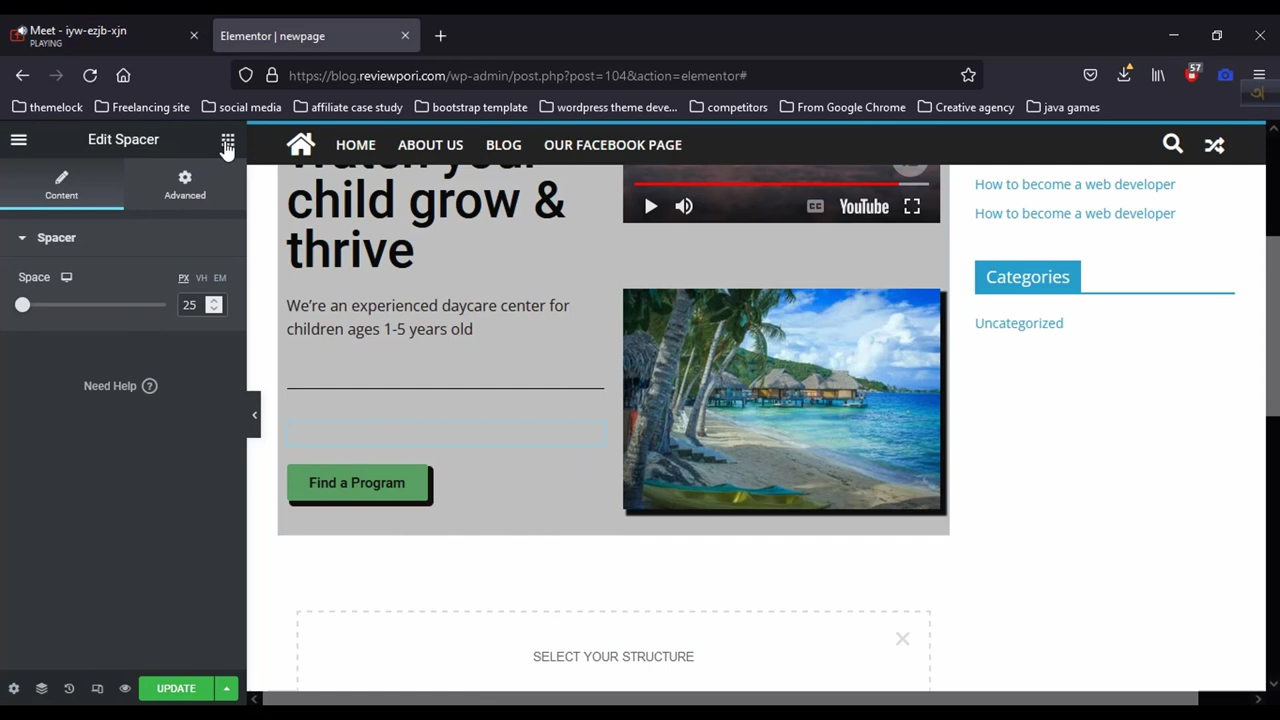 Meet - iyw-ezjb-xjn
PLAYING
Elementor | newpage
https://blog.reviewpori.com/wp-admin/post.php?post=104&action=elementor#
57
themelock
Freelancing site
social media
affiliate case study
bootstrap template
wordpress theme deve...
competitors
From Google Chrome
Creative agency
java games
Edit Spacer
Content
Advanced
Spacer
Space
PX
VH
EM
25
Need Help
UPDATE
HOME
ABOUT US
BLOG
OUR FACEBOOK PAGE
Watch your
child grow &
thrive
We're an experienced daycare center for
children ages 1-5 years old
Find a Program
CC
YouTube
SELECT YOUR STRUCTURE
How to become a web developer
How to become a web developer
Categories
Uncategorized